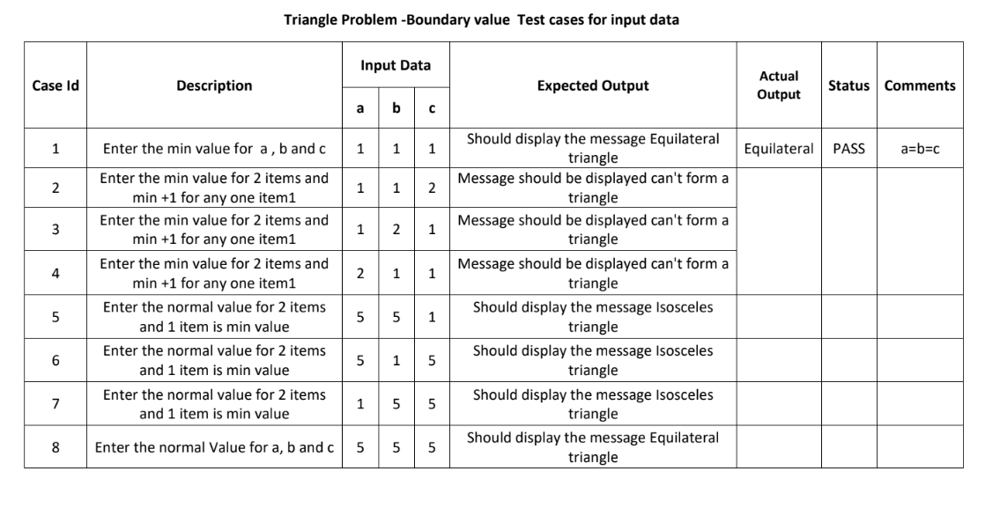 Triangle Problem -Boundary value Test cases for input data
Case Id Description Input Data Expected Output Actual Output Status Comments
a b c
1 Enter the min value for a , b and c 1 1 1 Should display the message Equilateral triangle Equilateral PASS a=b=c
2 Enter the min value for 2 items and min +1 for any one item1 1 1 2 Message should be displayed can't form a triangle
3 Enter the min value for 2 items and min +1 for any one item1 1 2 1 Message should be displayed can't form a triangle
4 Enter the min value for 2 items and min +1 for any one item1 2 1 1 Message should be displayed can't form a triangle
5 Enter the normal value for 2 items and 1 item is min value 5 5 1 Should display the message Isosceles triangle
6 Enter the normal value for 2 items and 1 item is min value 5 1 5 Should display the message Isosceles triangle
7 Enter the normal value for 2 items and 1 item is min value 1 5 5 Should display the message Isosceles triangle
8 Enter the normal Value for a, b and c 5 5 5 Should display the message Equilateral triangle